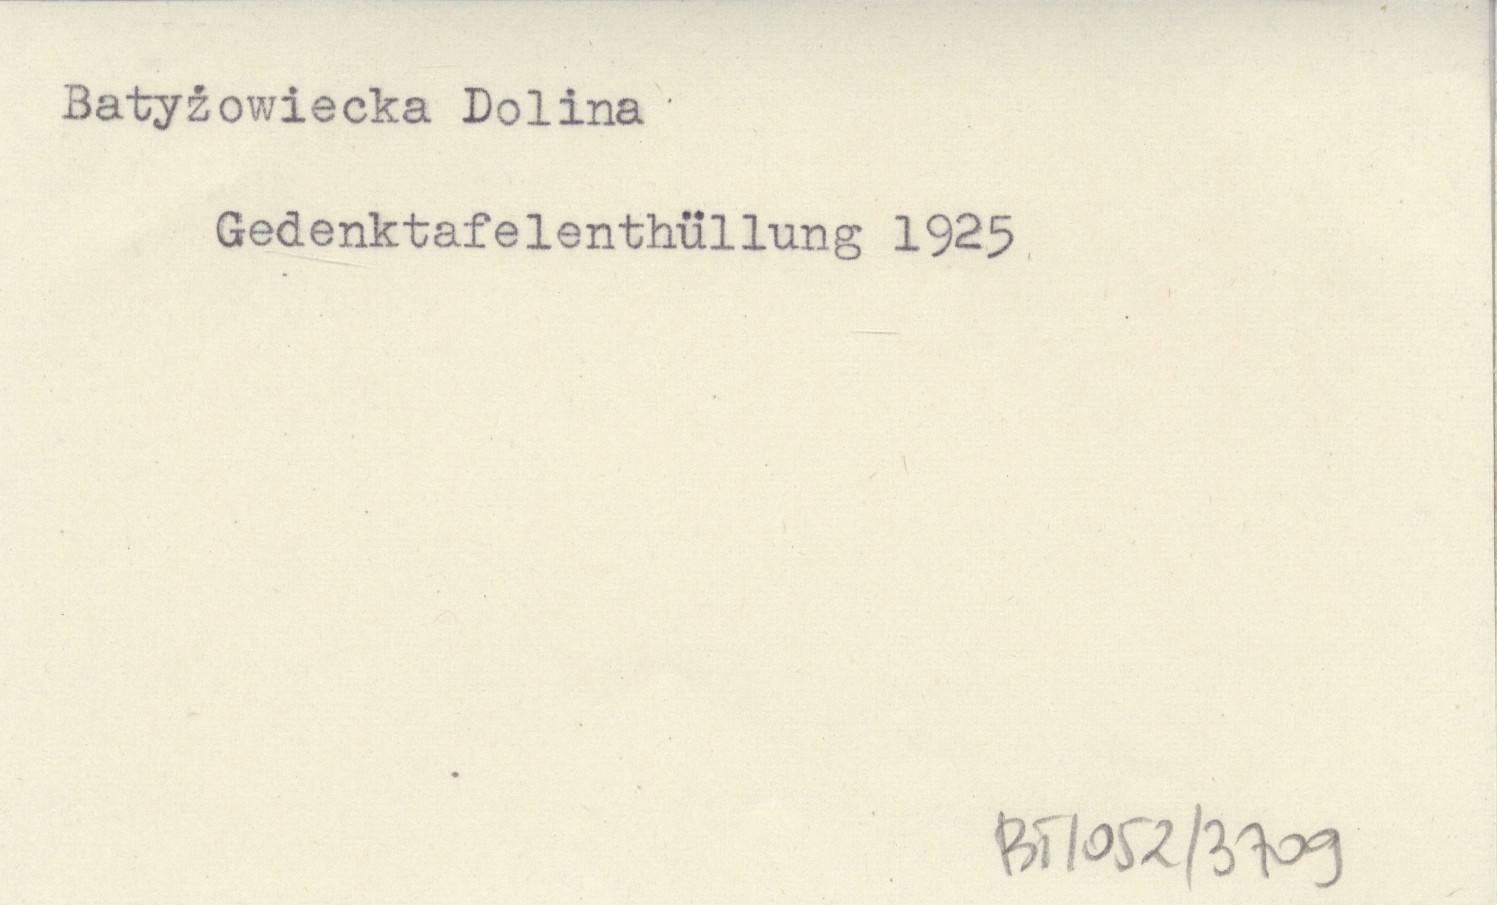 Batyżowiecka Dolina
Gedenktafelenthüllung 1925
BT/052/3709